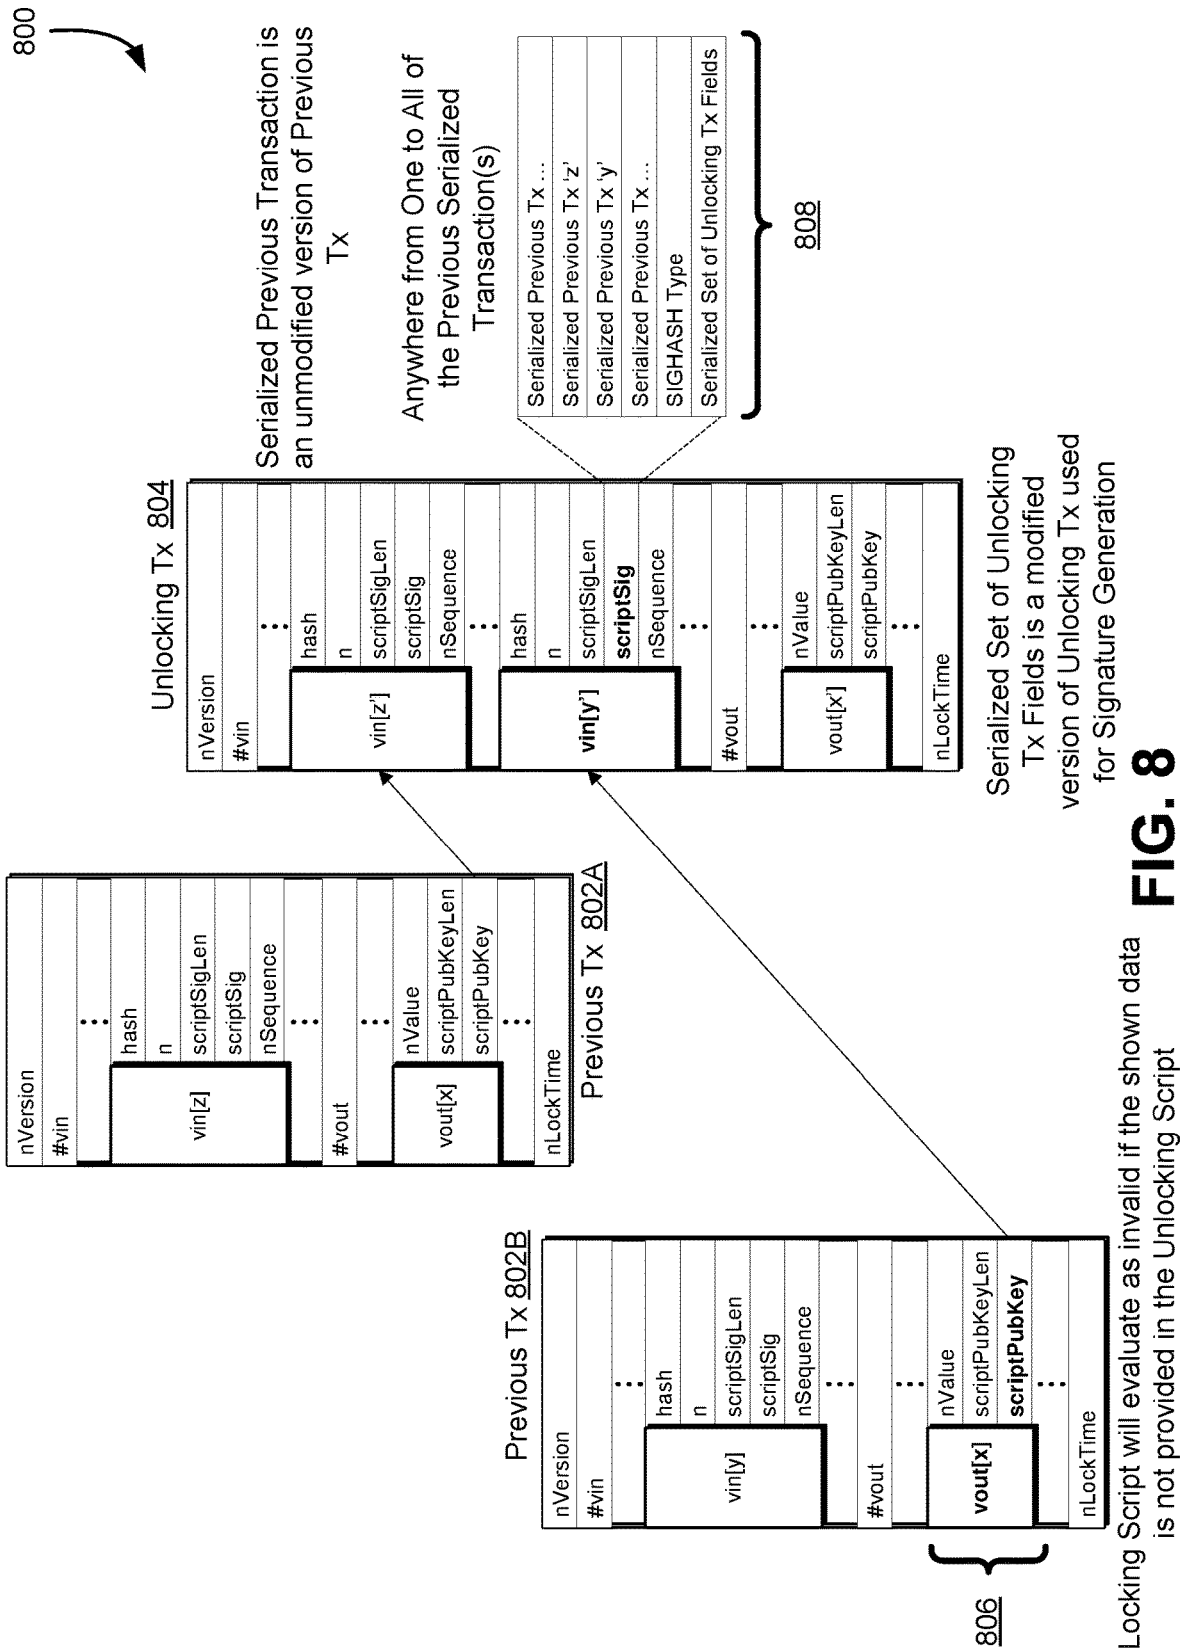 800
Serialized Previous Transaction is
an unmodified version of Previous
Tx
Anywhere from One to All of
the Previous Serialized
Transaction(s)
Serialized Previous Tx ...
Serialized Previous Tx 'z'
Serialized Previous Tx 'y'
Serialized Previous Tx ...
SIGHASH Type
Serialized Set of Unlocking Tx Fields
808
Unlocking Tx 804
nVersion
#vin
...
vin[z']
hash
n
scriptSigLen
scriptSig
nSequence
...
vin[y']
hash
n
scriptSigLen
scriptSig
nSequence
...
#vout
...
vout[x']
nValue
scriptPubKeyLen
scriptPubKey
...
nLockTime
Serialized Set of Unlocking
Tx Fields is a modified
version of Unlocking Tx used
for Signature Generation
nVersion
#vin
...
vin[z]
hash
n
scriptSigLen
scriptSig
nSequence
...
#vout
...
vout[x]
nValue
scriptPubKeyLen
scriptPubKey
...
nLockTime
Previous Tx 802A
Previous Tx 802B
nVersion
#vin
...
vin[y]
hash
n
scriptSigLen
scriptSig
nSequence
...
#vout
...
vout[x]
nValue
scriptPubKeyLen
scriptPubKey
...
nLockTime
806
Locking Script will evaluate as invalid if the shown data
is not provided in the Unlocking Script
FIG. 8